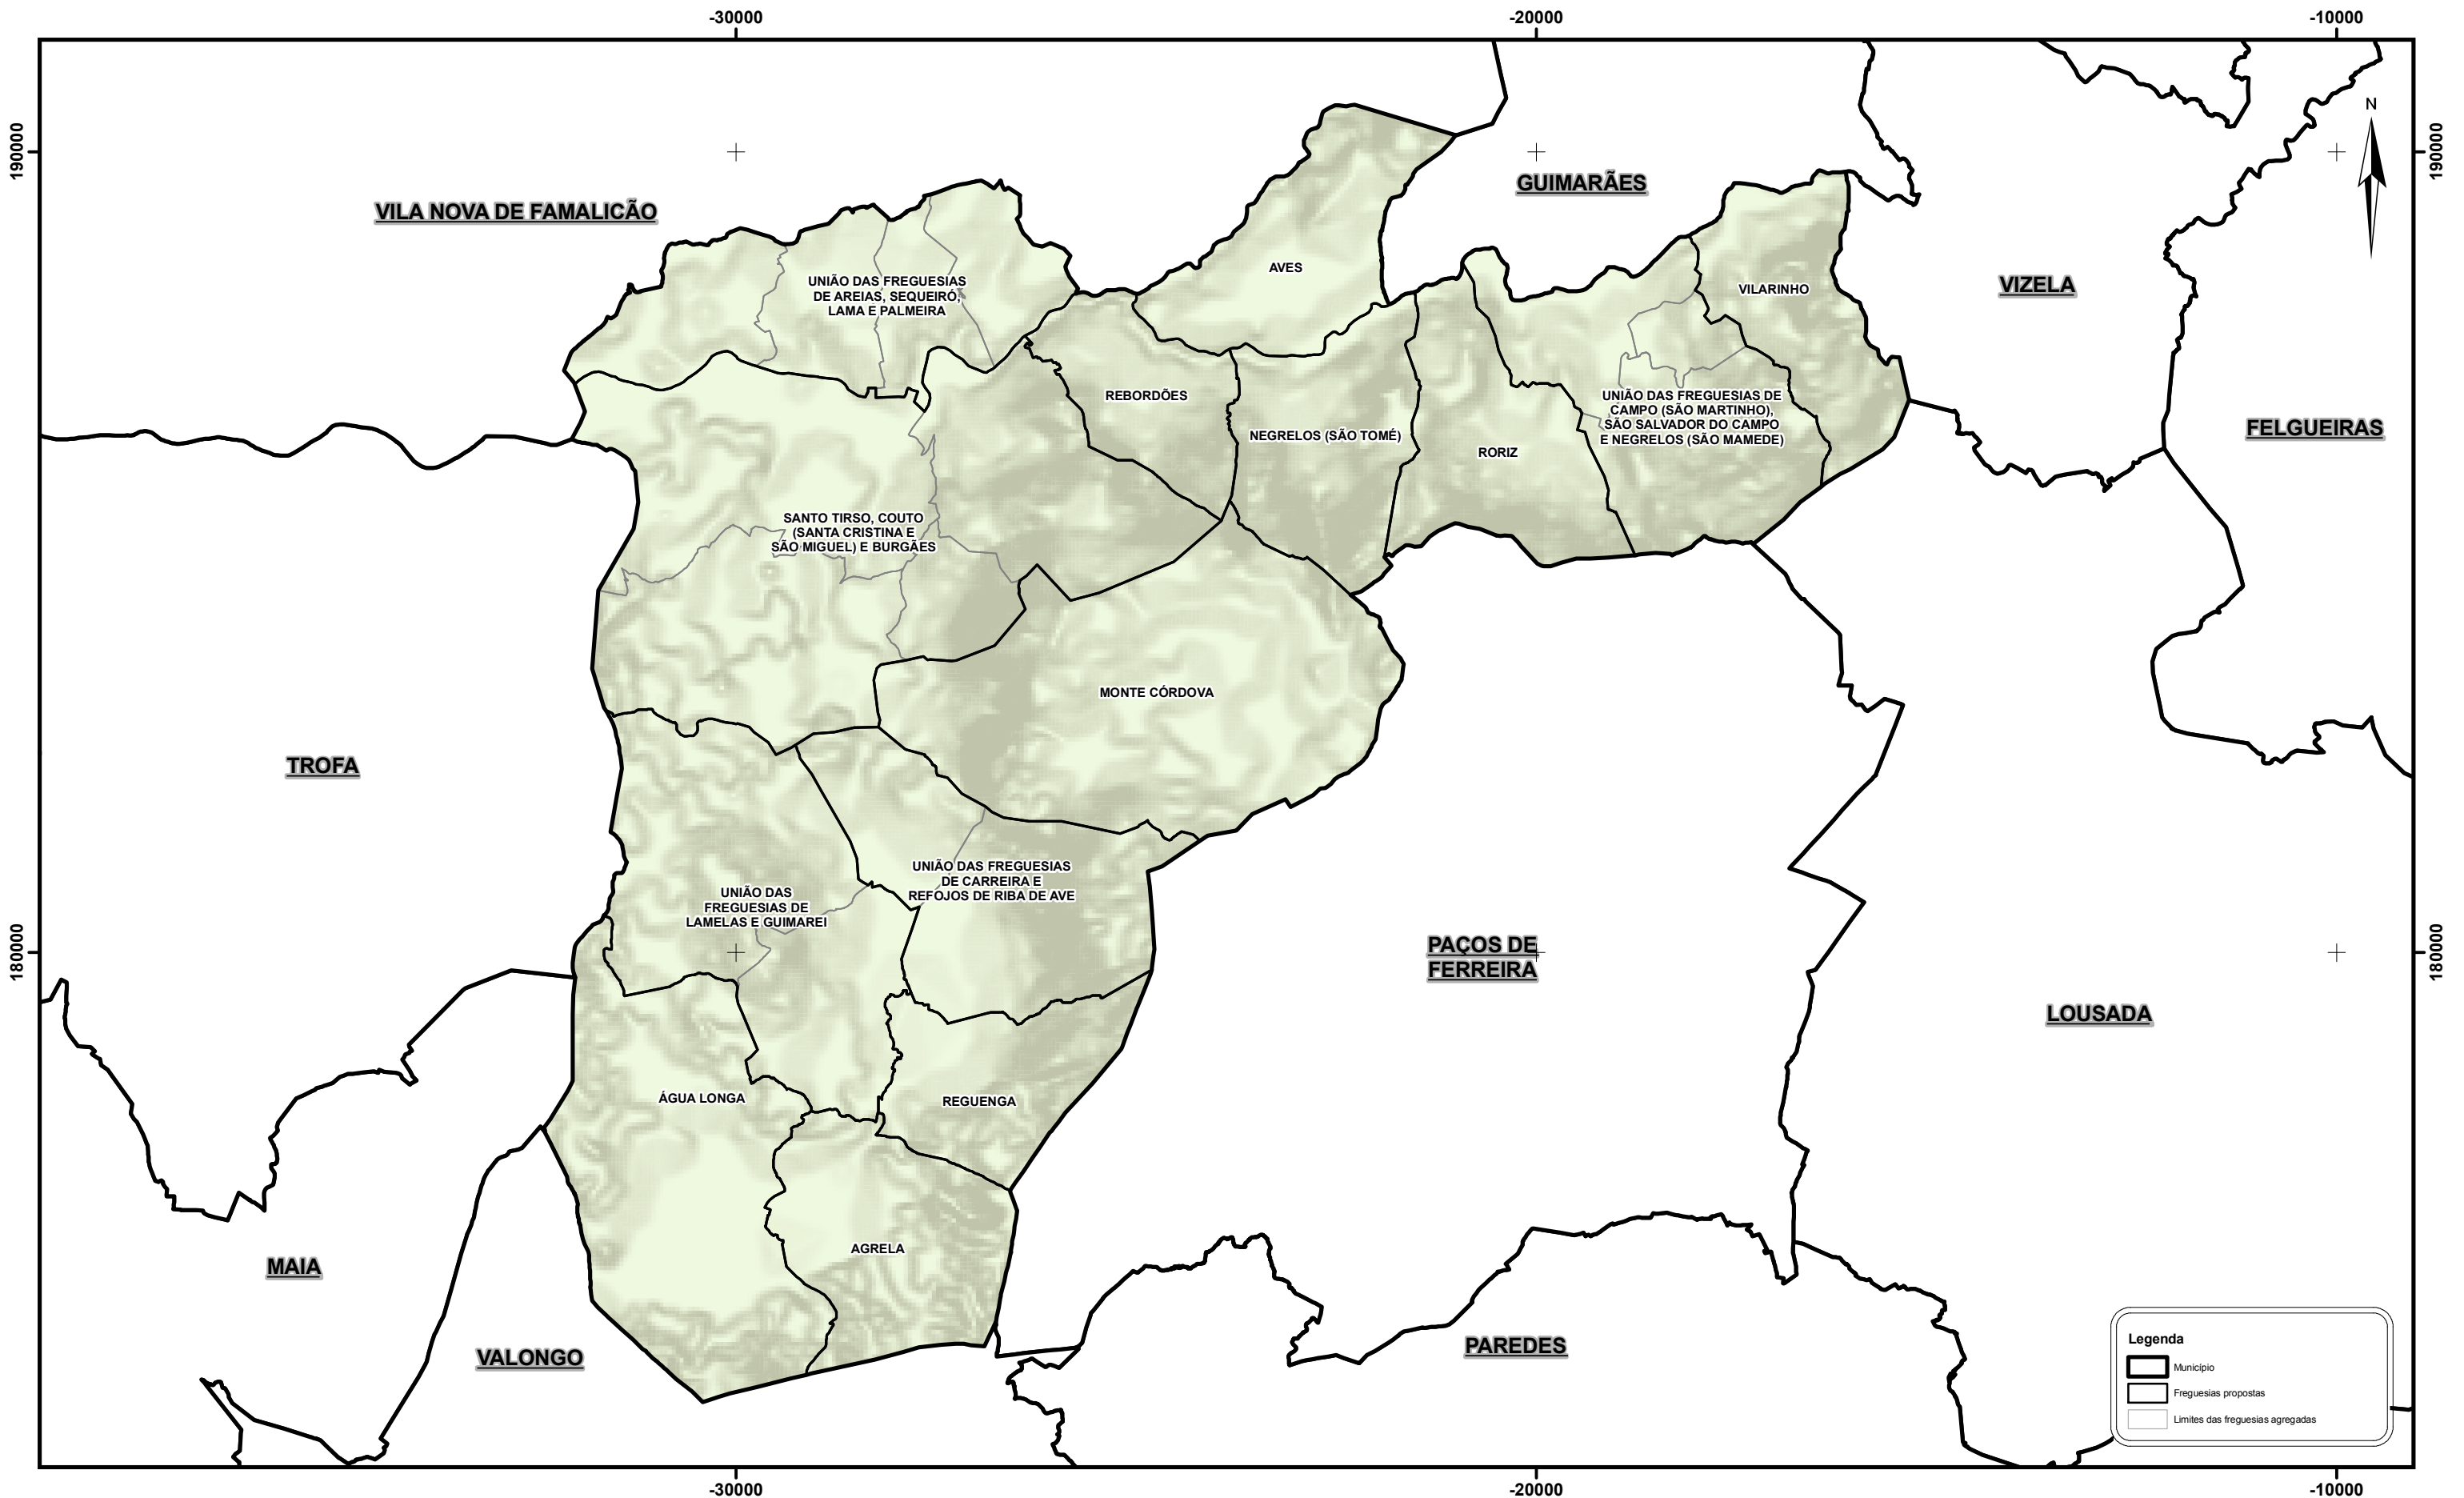 -30000
-20000
-10000
190000
190000
N
GUIMARÃES
VILA NOVA DE FAMALICÃO
AVES
UNIÃO DAS FREGUESIAS
DE AREIAS, SEQUEIRÓ,
LAMA E PALMEIRA
VILARINHO
VIZELA
REBORDÕES
NEGRELOS (SÃO TOMÉ)
RORIZ
UNIÃO DAS FREGUESIAS DE
CAMPO (SÃO MARTINHO),
SÃO SALVADOR DO CAMPO
E NEGRELOS (SÃO MAMEDE)
FELGUEIRAS
SANTO TIRSO, COUTO
(SANTA CRISTINA E
SÃO MIGUEL) E BURGÃES
MONTE CÓRDOVA
TROFA
UNIÃO DAS FREGUESIAS
DE CARREIRA E
REFOJOS DE RIBA DE AVE
UNIÃO DAS
FREGUESIAS DE
LAMELAS E GUIMAREI
180000
180000
PAÇOS DE
FERREIRA
LOUSADA
ÁGUA LONGA
REGUENGA
AGRELA
MAIA
VALONGO
PAREDES
Legenda
Município
Freguesias propostas
Limites das freguesias agregadas
-30000
-20000
-10000